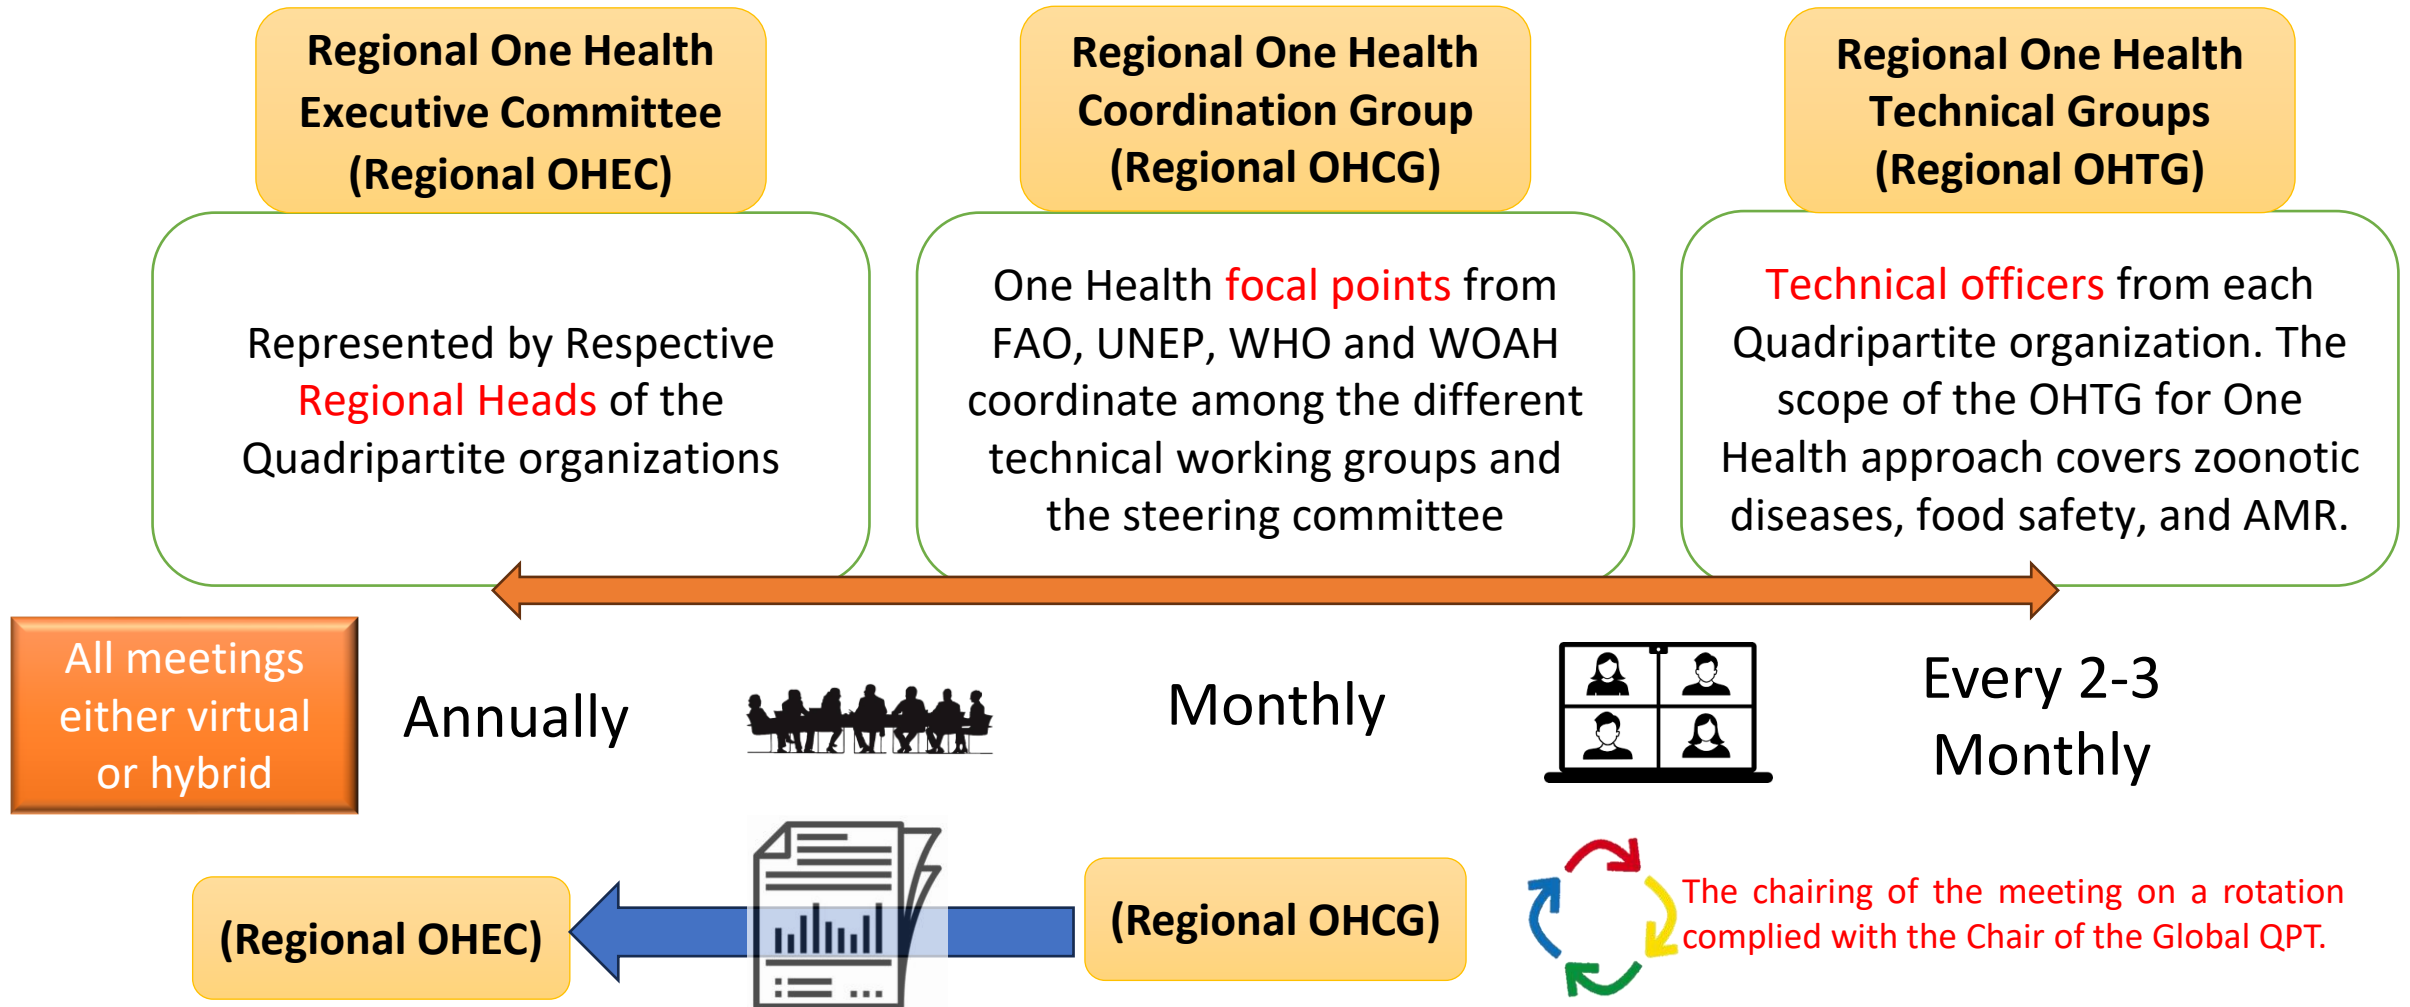 Regional One Health
Executive Committee
(Regional OHEC)
Regional One Health
Coordination Group
(Regional OHCG)
Regional One Health
Technical Groups
(Regional OHTG)
Represented by Respective
Regional Heads of the
Quadripartite organizations
One Health focal points from
FAO, UNEP, WHO and WOAH
coordinate among the different
technical working groups and
the steering committee
Technical officers from each
Quadripartite organization. The
scope of the OHTG for One
Health approach covers zoonotic
diseases, food safety, and AMR.
All meetings
either virtual
or hybrid
Annually
Monthly
Every 2-3
Monthly
(Regional OHEC)
(Regional OHCG)
The chairing of the meeting on a rotation
complied with the Chair of the Global QPT.